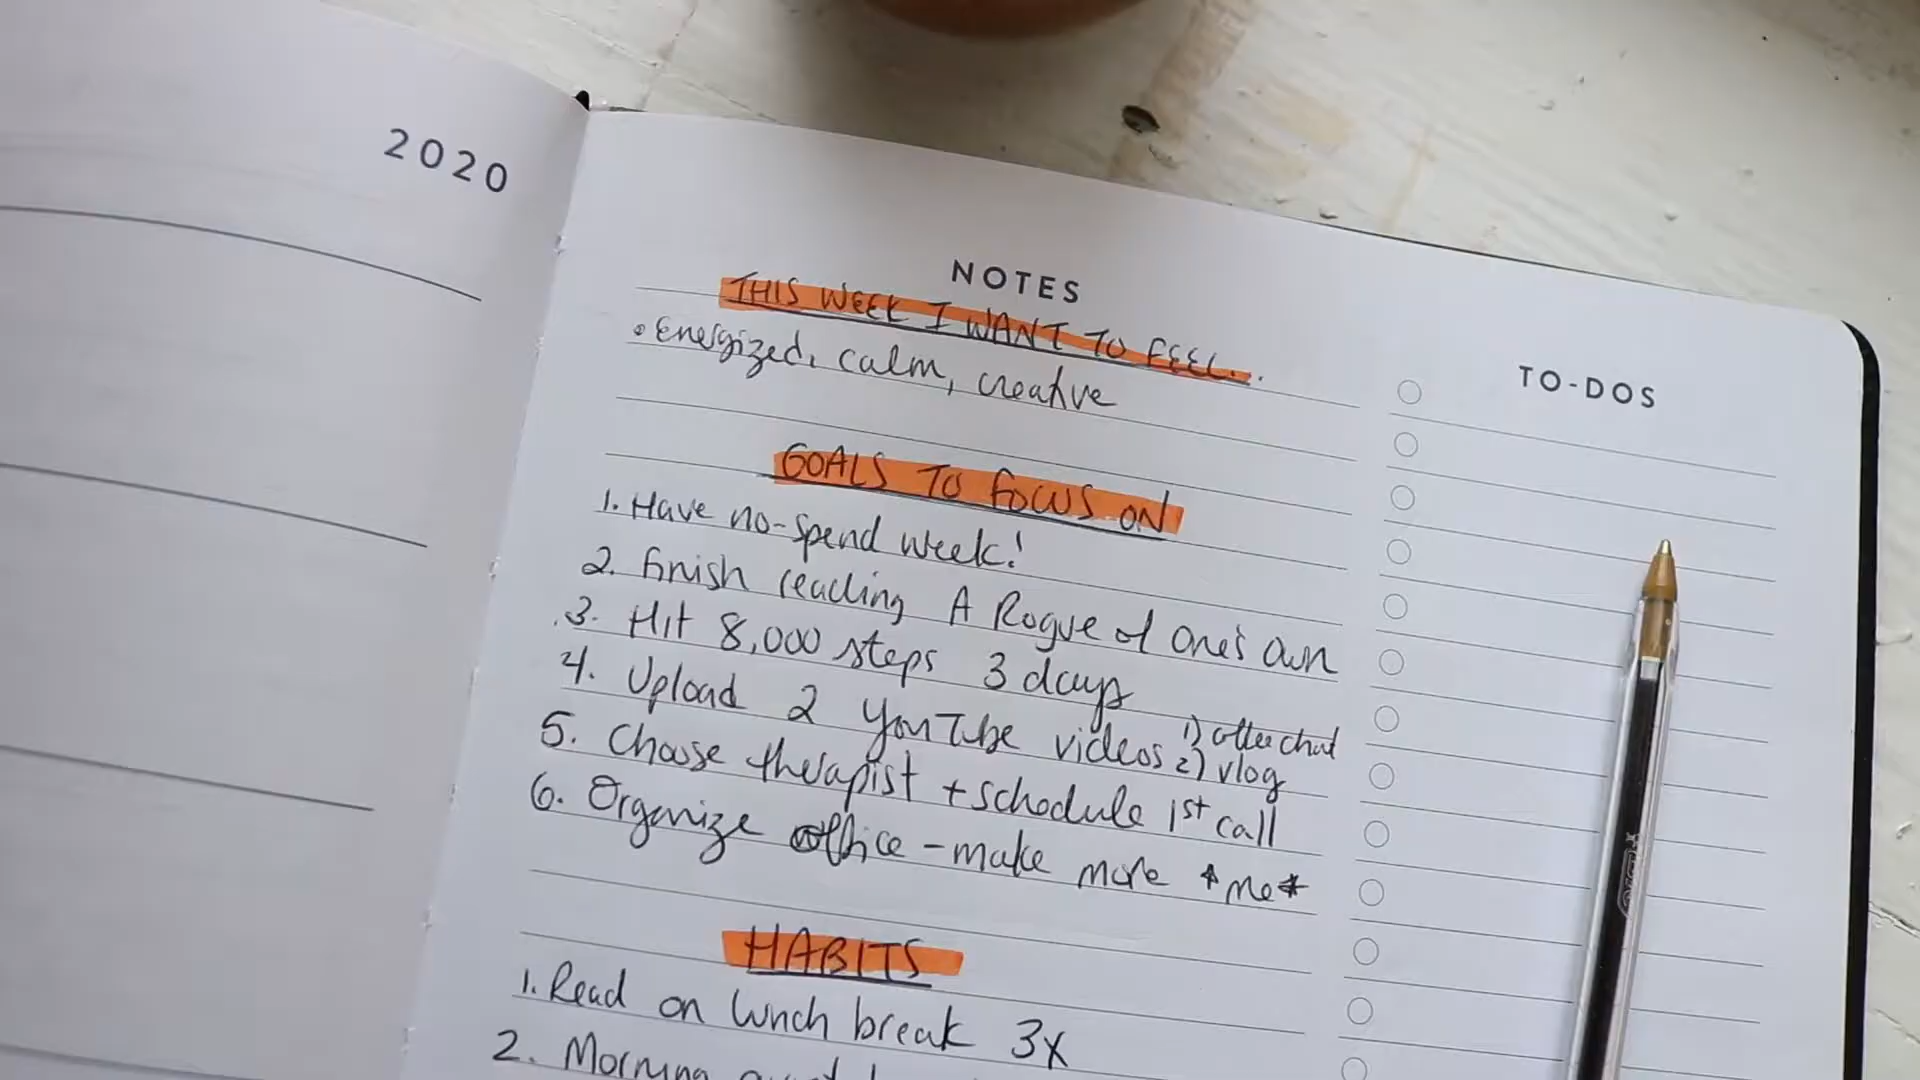 2020
NOTES
THIS WEEK I WANT TO FEEL..
• Energized, calm, creative
GOALS TO FOCUS ON
1. Have no-spend week!
2. Finish reading A Rogue of One's Own
3. Hit 8,000 steps 3 days
4. Upload 2 YouTube videos 1) coffee chat
2) vlog
5. Choose therapist + schedule 1st call
6. Organize office - make more *me*
HABITS
1. Read on lunch break 3x
2. Morning
TO-DOS